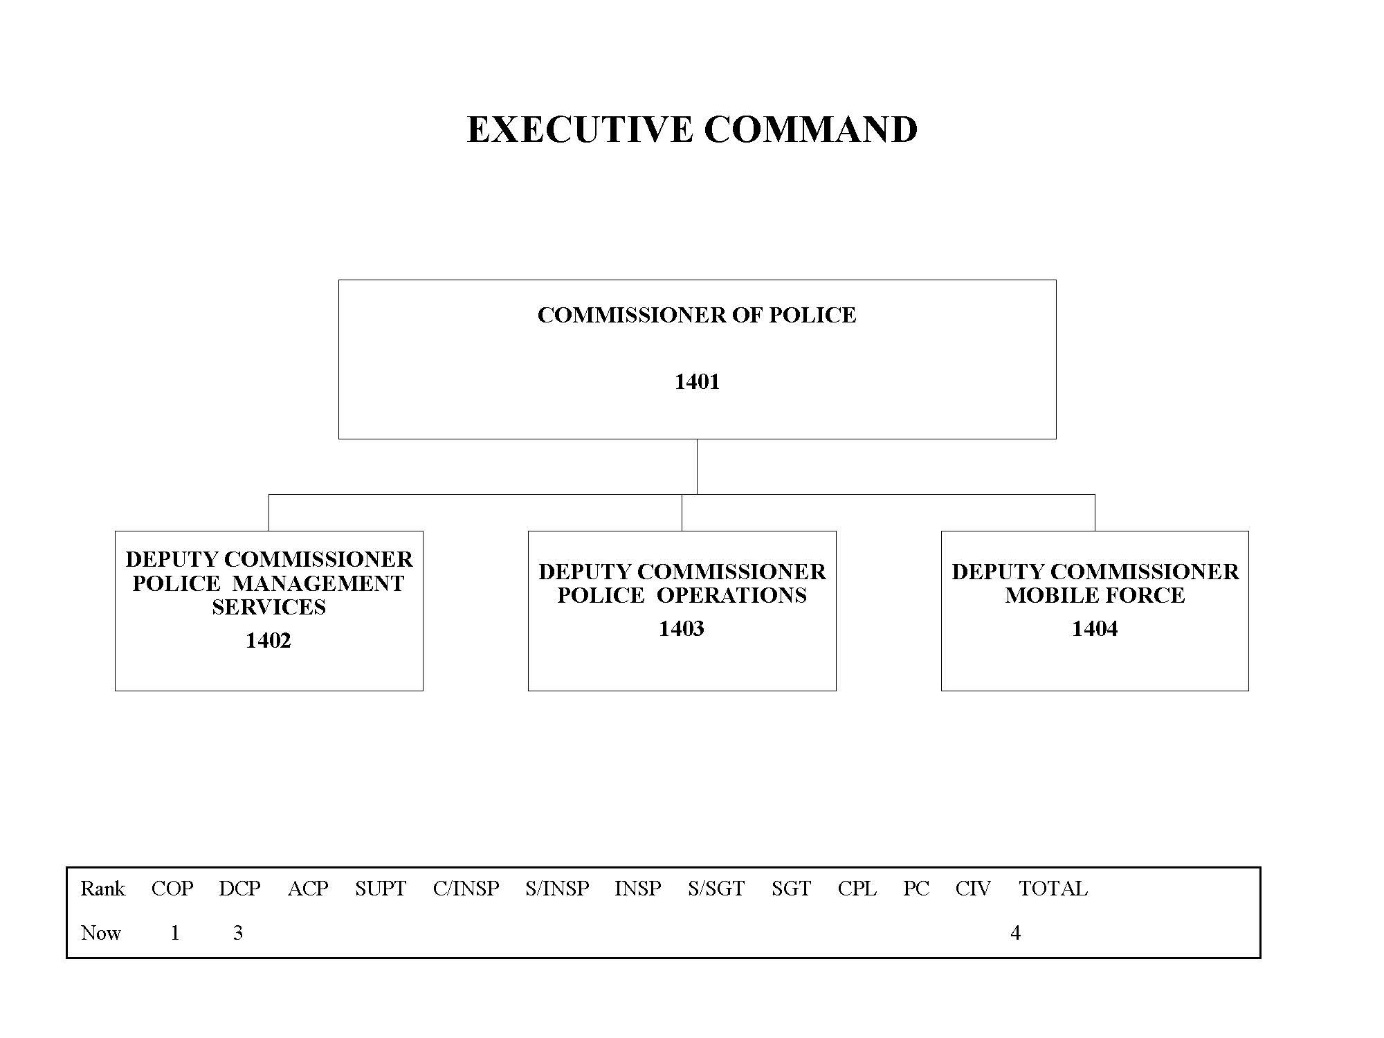 EXECUTIVE COMMAND
COMMISSIONER OF POLICE
1401
DEPUTY COMMISSIONER
POLICE MANAGEMENT
SERVICES
1402
DEPUTY COMMISSIONER
POLICE OPERATIONS
1403
DEPUTY COMMISSIONER
MOBILE FORCE
1404
Rank COP DCP ACP SUPT C/INSP S/INSP INSP S/SGT SGT CPL PC CIV TOTAL
Now 1 3 4